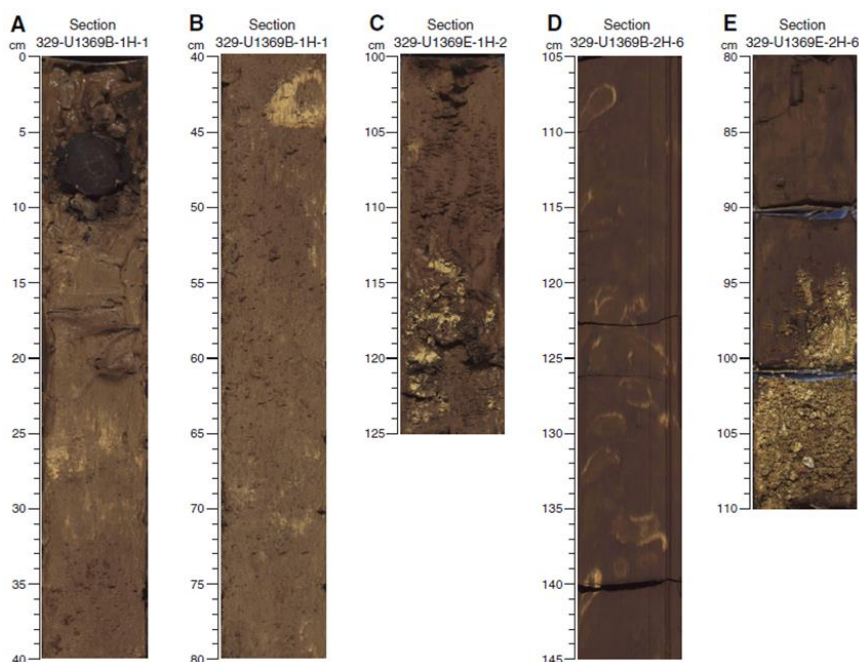 A
Section
329-U1369B-1H-1
cm
0
5
10
15
20
25
30
35
40
B
Section
329-U1369B-1H-1
cm
40
45
50
55
60
65
70
75
80
C
Section
329-U1369E-1H-2
cm
100
105
110
115
120
125
D
Section
329-U1369B-2H-6
cm
105
110
115
120
125
130
135
140
145
E
Section
329-U1369E-2H-6
cm
80
85
90
95
100
105
110